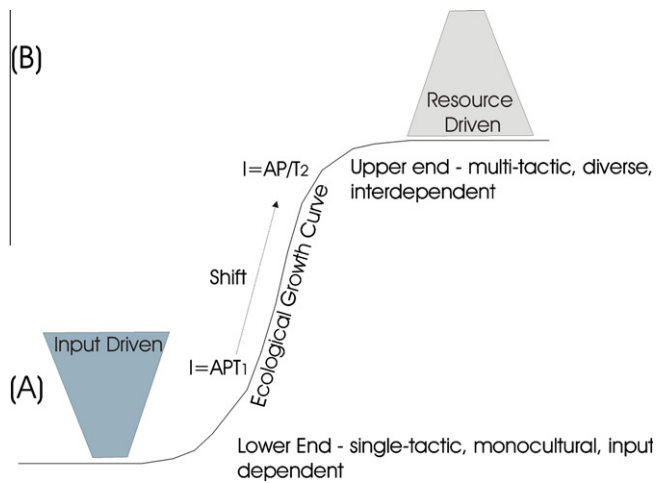 (B)
Resource
Driven
I=AP/T2
Upper end - multi-tactic, diverse,
interdependent
Ecological Growth Curve
Shift
Input Driven
I=APT1
(A)
Lower End - single-tactic, monocultural, input
dependent